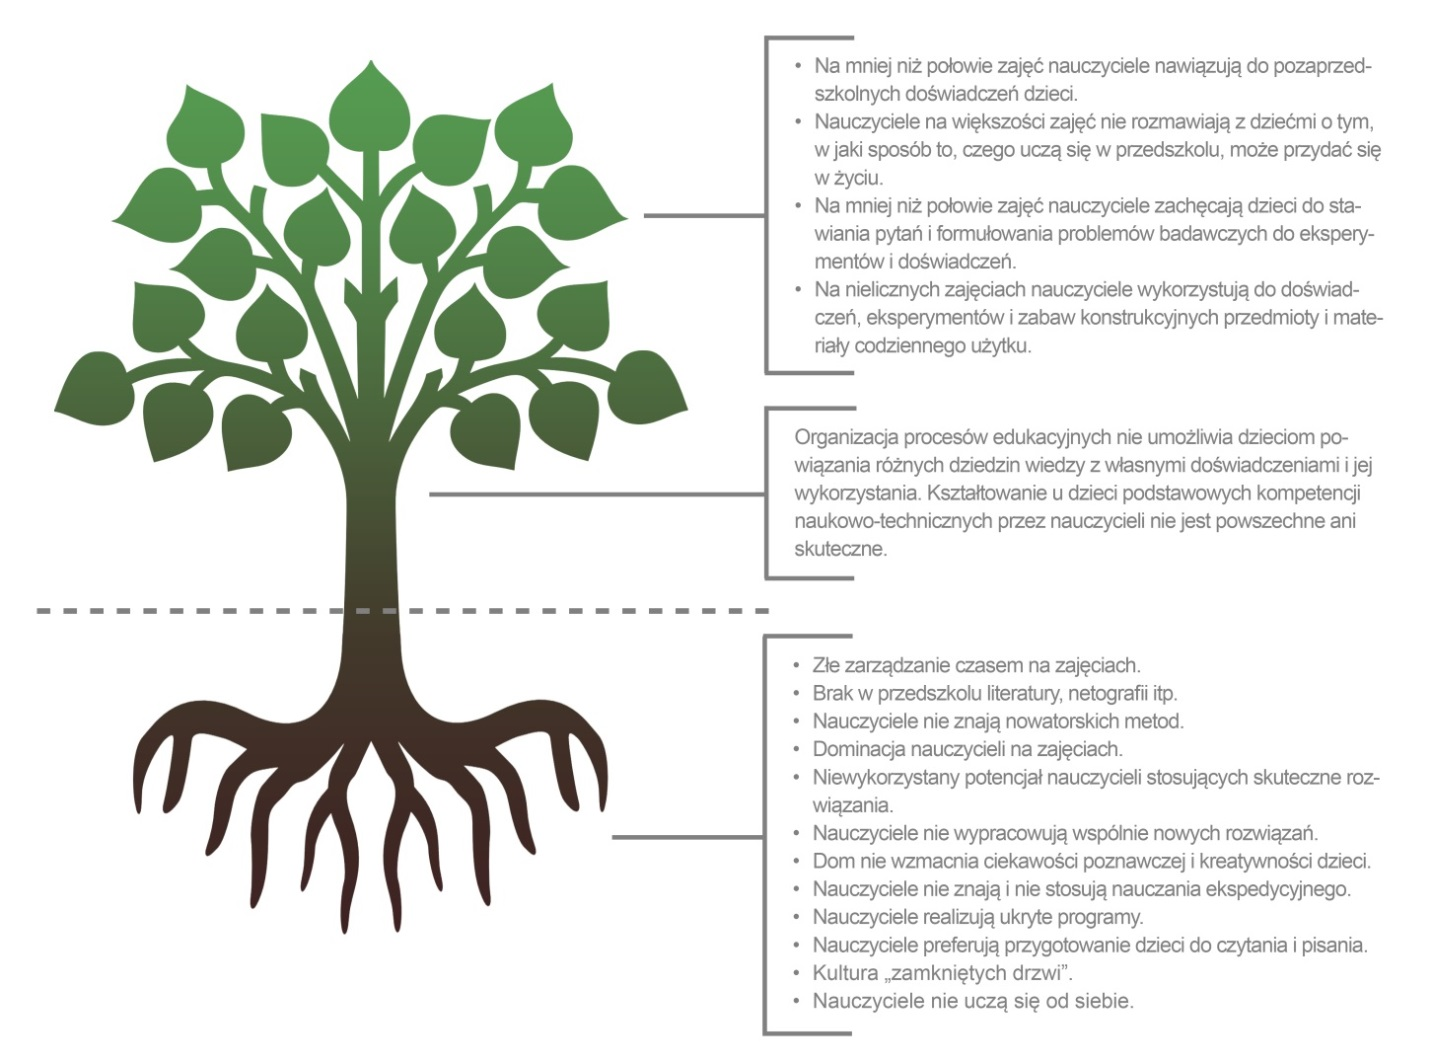 • Na mniej niż połowie zajęć nauczyciele nawiązują do pozaprzed-
szkolnych doświadczeń dzieci.
• Nauczyciele na większości zajęć nie rozmawiają z dziećmi o tym,
w jaki sposób to, czego uczą się w przedszkolu, może przydać się
w życiu.
• Na mniej niż połowie zajęć nauczyciele zachęcają dzieci do sta-
wiania pytań i formułowania problemów badawczych do ekspery-
mentów i doświadczeń.
• Na nielicznych zajęciach nauczyciele wykorzystują do doświad-
czeń, eksperymentów i zabaw konstrukcyjnych przedmioty i mate-
riały codziennego użytku.
Organizacja procesów edukacyjnych nie umożliwia dzieciom po-
wiązania różnych dziedzin wiedzy z własnymi doświadczeniami i jej
wykorzystania. Kształtowanie u dzieci podstawowych kompetencji
naukowo-technicznych przez nauczycieli nie jest powszechne ani
skuteczne.
• Złe zarządzanie czasem na zajęciach.
• Brak w przedszkolu literatury, netografii itp.
• Nauczyciele nie znają nowatorskich metod.
• Dominacja nauczycieli na zajęciach.
• Niewykorzystany potencjał nauczycieli stosujących skuteczne roz-
wiązania.
• Nauczyciele nie wypracowują wspólnie nowych rozwiązań.
• Dom nie wzmacnia ciekawości poznawczej i kreatywności dzieci.
• Nauczyciele nie znają i nie stosują nauczania ekspedycyjnego.
• Nauczyciele realizują ukryte programy.
• Nauczyciele preferują przygotowanie dzieci do czytania i pisania.
• Kultura „zamkniętych drzwi”.
• Nauczyciele nie uczą się od siebie.